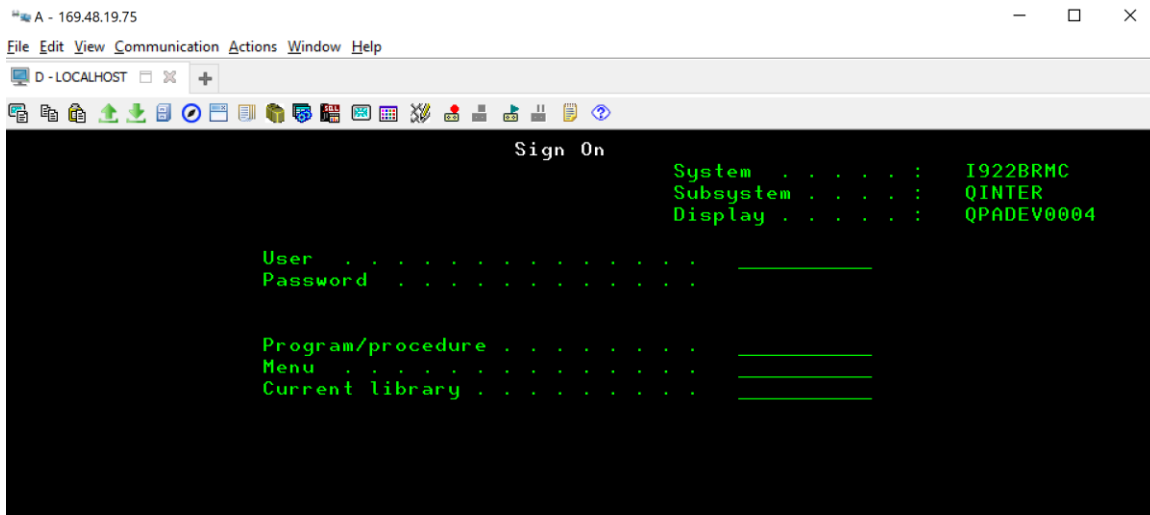 A - 169.48.19.75
File Edit View Communication Actions Window Help
D - LOCALHOST
Sign On
System . . . . . : I922BRMC
Subsystem . . . . : QINTER
Display . . . . . : QPADEV0004
User . . . . . . . . . . . . . .
Password . . . . . . . . . . . .
Program/procedure . . . . . . . .
Menu . . . . . . . . . . . . . .
Current library . . . . . . . . .